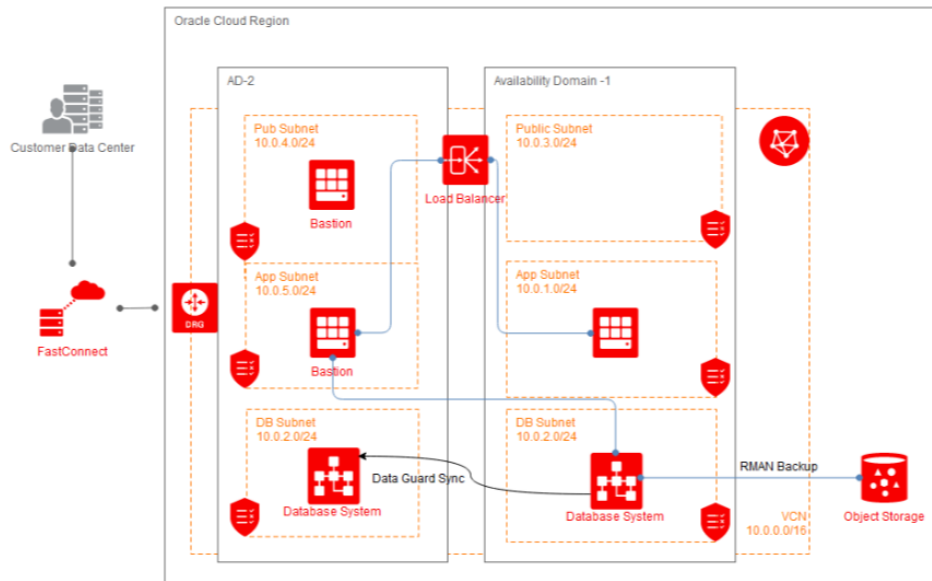 Oracle Cloud Region
AD-2
Availability Domain -1
Customer Data Center
Pub Subnet
10.0.4.0/24
Bastion
Load Balancer
Public Subnet
10.0.3.0/24
FastConnect
DRG
App Subnet
10.0.5.0/24
Bastion
App Subnet
10.0.1.0/24
DB Subnet
10.0.2.0/24
Database System
Data Guard Sync
DB Subnet
10.0.2.0/24
Database System
RMAN Backup
Object Storage
VCN
10.0.0.0/16